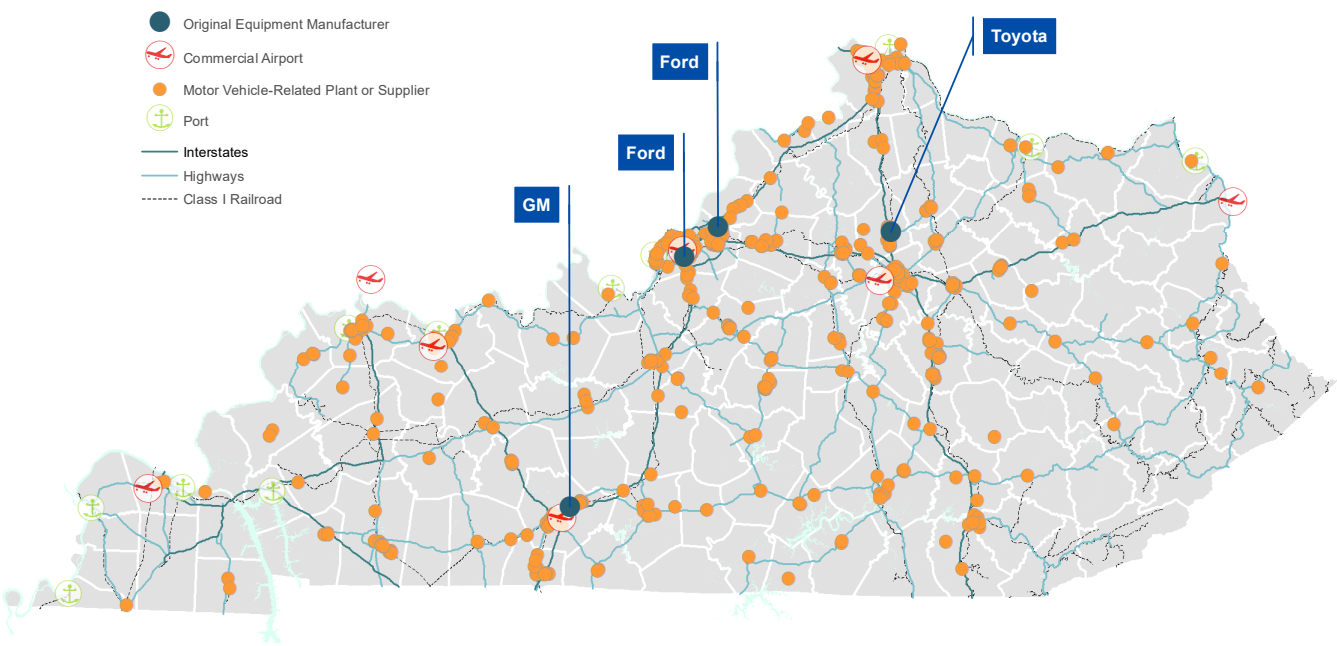 Original Equipment Manufacturer
Commercial Airport
Motor Vehicle-Related Plant or Supplier
Port
Interstates
Highways
Class I Railroad
Toyota
Ford
Ford
GM